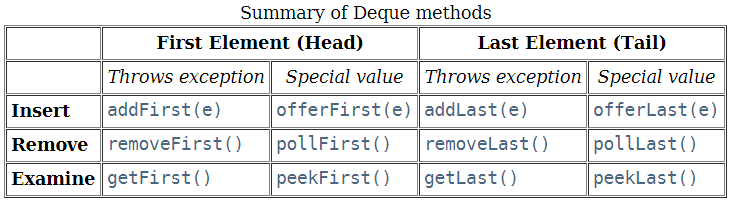 Summary of Deque methods
First Element (Head) Last Element (Tail)
Throws exception Special value Throws exception Special value
Insert addFirst(e) offerFirst(e) addLast(e) offerLast(e)
Remove removeFirst() pollFirst() removeLast() pollLast()
Examine getFirst() peekFirst() getLast() peekLast()